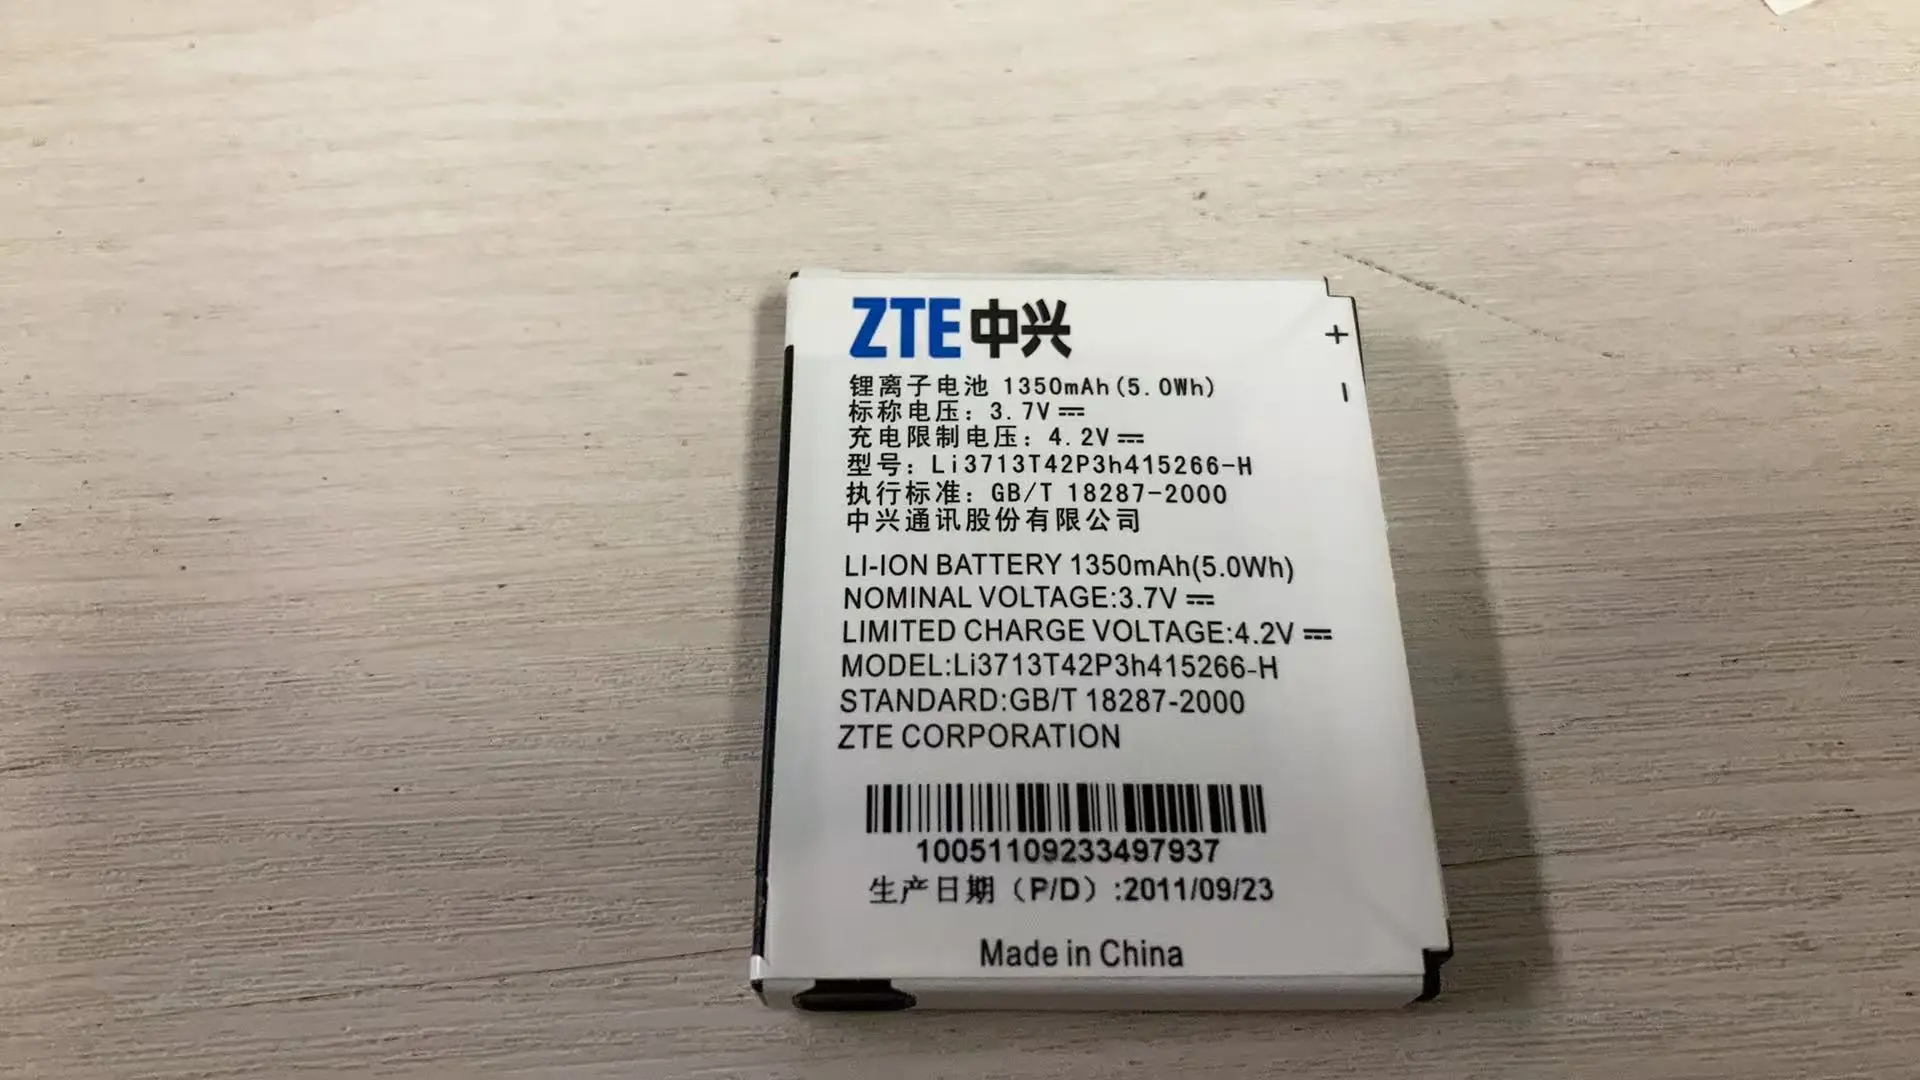 ZTE中兴
+
-
锂离子电池 1350mAh(5.0Wh)
标称电压: 3.7V⎓
充电限制电压: 4.2V⎓
型号: Li3713T42P3h415266-H
执行标准: GB/T 18287-2000
中兴通讯股份有限公司
LI-ION BATTERY 1350mAh(5.0Wh)
NOMINAL VOLTAGE:3.7V⎓
LIMITED CHARGE VOLTAGE:4.2V⎓
MODEL:Li3713T42P3h415266-H
STANDARD:GB/T 18287-2000
ZTE CORPORATION
10051109233497937
生产日期（P/D）:2011/09/23
Made in China